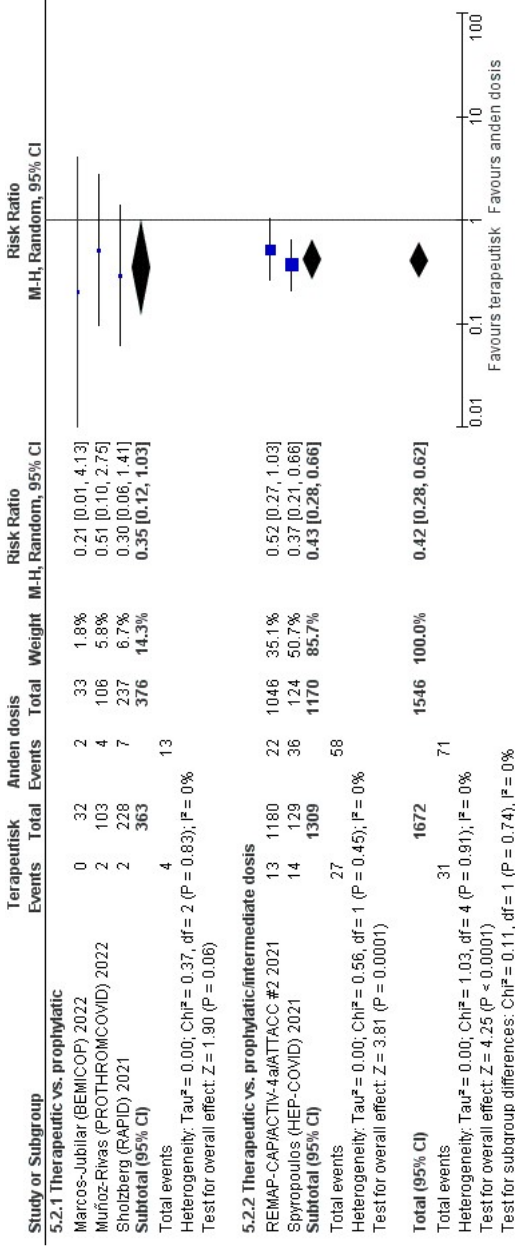 Terapeutisk Anden dosis Risk Ratio Risk Ratio
Study or Subgroup Events Total Events Total Weight M-H, Random, 95% CI M-H, Random, 95% CI
5.2.1 Therapeutic vs. prophylatic
Marcos-Jubilar (BEMICOP) 2022 0 32 2 33 1.8% 0.21 [0.01, 4.13]
Muñoz-Rivas (PROTHROMCOVID) 2022 2 103 4 106 5.8% 0.51 [0.10, 2.75]
Sholzberg (RAPID) 2021 2 228 7 237 6.7% 0.30 [0.06, 1.41]
Subtotal (95% CI) 363 376 14.3% 0.35 [0.12, 1.03]
Total events 4 13
Heterogeneity: Tau² = 0.00; Chi² = 0.37, df = 2 (P = 0.83); I² = 0%
Test for overall effect: Z = 1.90 (P = 0.06)
5.2.2 Therapeutic vs. prophylatic/intermediate dosis
REMAP-CAP/ACTIV-4a/ATTACC #2 2021 13 1180 22 1046 35.1% 0.52 [0.27, 1.03]
Spyropoulos (HEP-COVID) 2021 14 129 36 124 50.7% 0.37 [0.21, 0.66]
Subtotal (95% CI) 1309 1170 85.7% 0.43 [0.28, 0.66]
Total events 27 58
Heterogeneity: Tau² = 0.00; Chi² = 0.56, df = 1 (P = 0.45); I² = 0%
Test for overall effect: Z = 3.81 (P = 0.0001)
Total (95% CI) 1672 1546 100.0% 0.42 [0.28, 0.62]
Total events 31 71
Heterogeneity: Tau² = 0.00; Chi² = 1.03, df = 4 (P = 0.91); I² = 0%
Test for overall effect: Z = 4.25 (P < 0.0001)
Test for subgroup differences: Chi² = 0.11, df = 1 (P = 0.74), I² = 0%
0.01 0.1 1 10 100
Favours terapeutisk Favours anden dosis